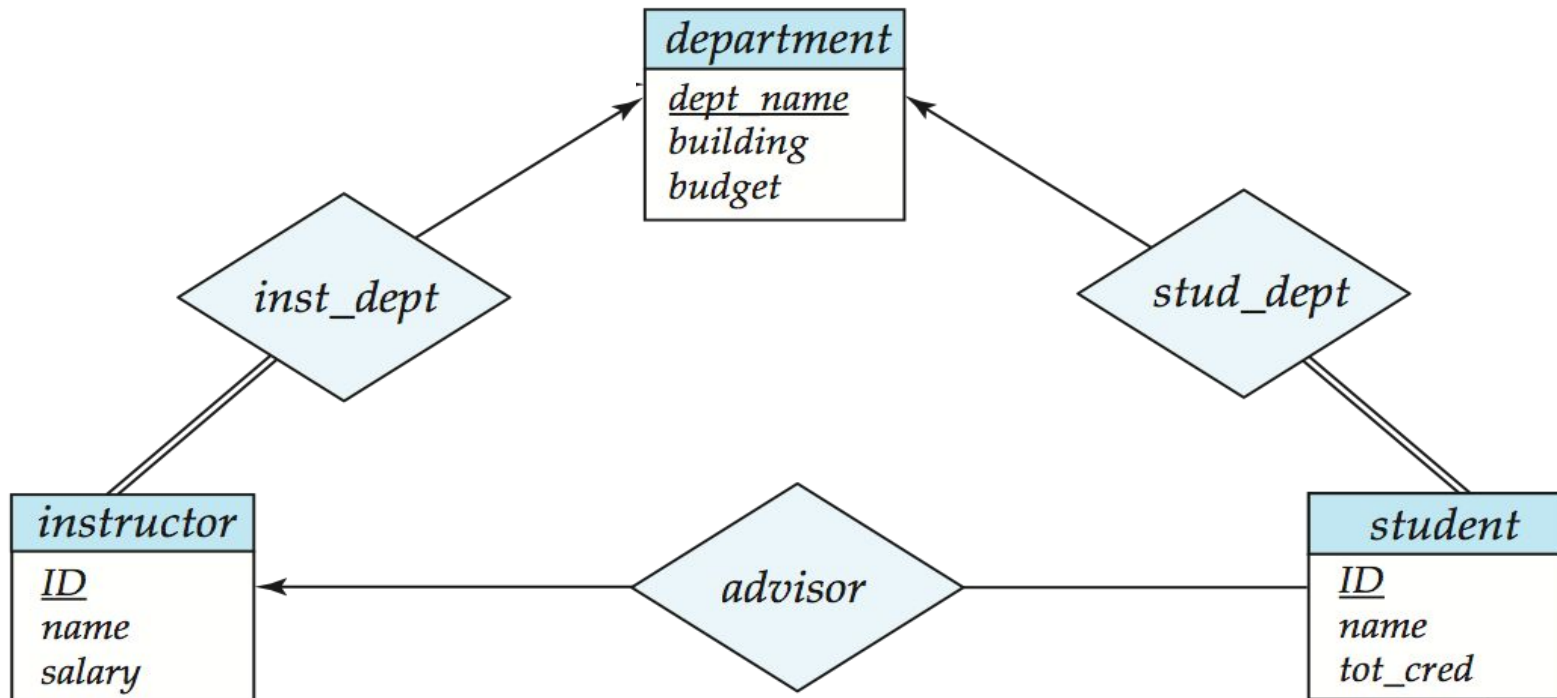 department
dept_name
building
budget
inst_dept
stud_dept
instructor
ID
name
salary
advisor
student
ID
name
tot_cred